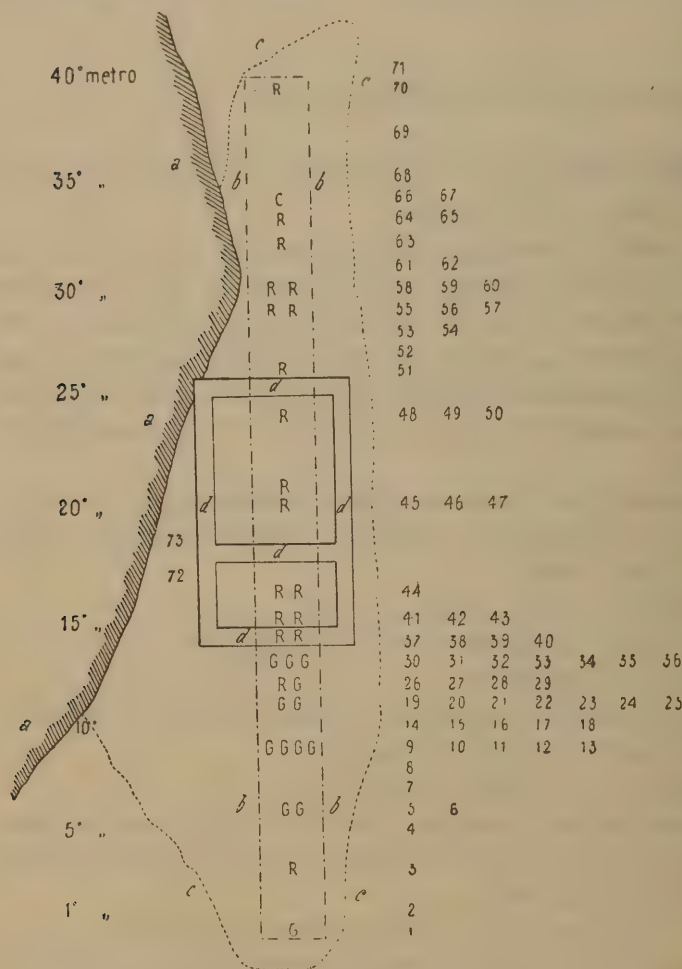 c 71
40° metro R c 70
69
a 68
35° „ b b
C 66 67
R 64 65
R 63
61 62
30° „ R R 58 59 60
R R 55 56 57
53 54
52
R 51
25° „ d
a R 48 49 50
R
20° „ d R d 45 46 47
73 d
72
R R 44
15° „ R R 41 42 43
d R R 37 38 39 40
G G G 30 31 32 33 34 35 36
R G 26 27 28 29
G G 19 20 21 22 23 24 25
a 10° 14 15 16 17 18
G G G G 9 10 11 12 13
8
7
b G G b 5 6
5° „ 4
R 3
c c
1° „ 2
G 1